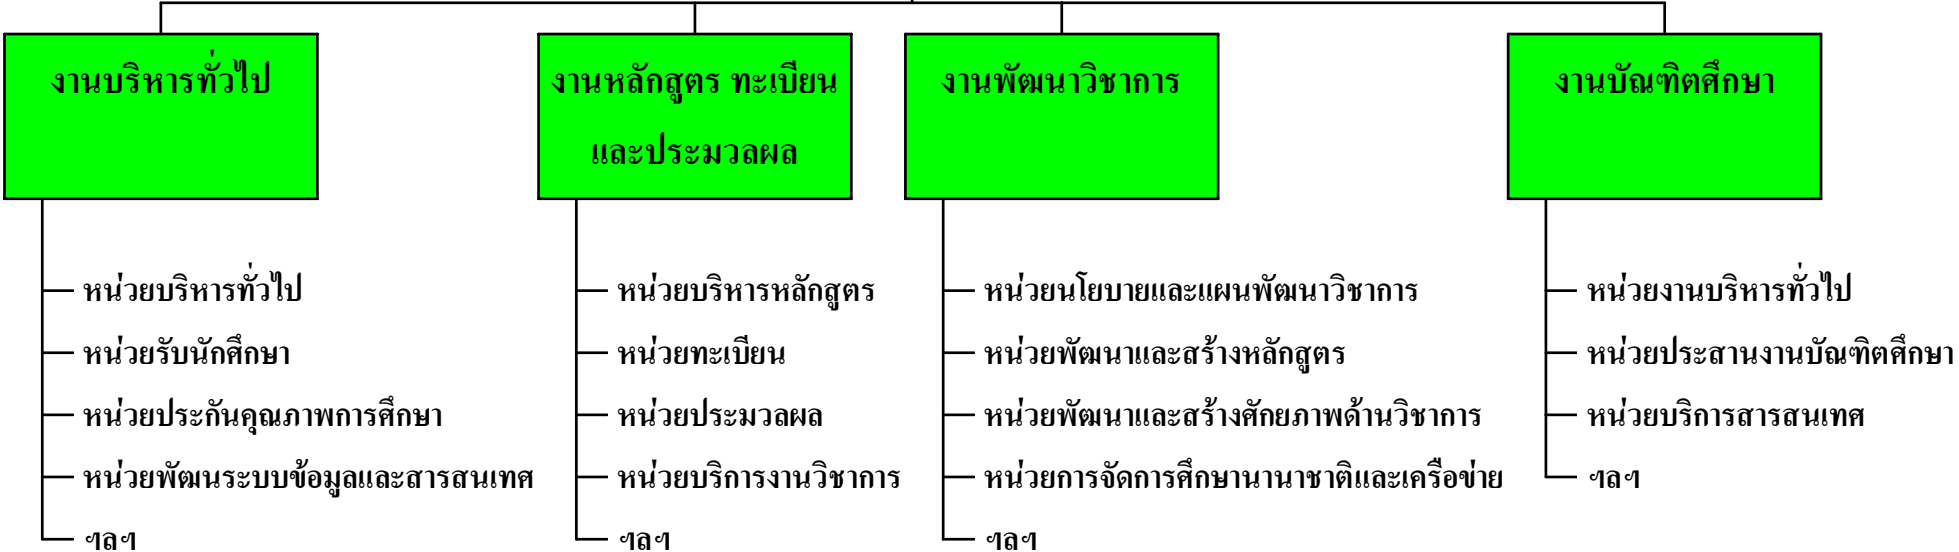 งานบริหารทั่วไป
หน่วยบริหารทั่วไป
หน่วยรับนักศึกษา
หน่วยประกันคุณภาพการศึกษา
หน่วยพัฒนระบบข้อมูลและสารสนเทศ
ฯลฯ
งานหลักสูตร ทะเบียน
และประมวลผล
หน่วยบริหารหลักสูตร
หน่วยทะเบียน
หน่วยประมวลผล
หน่วยบริการงานวิชาการ
ฯลฯ
งานพัฒนาวิชาการ
หน่วยนโยบายและแผนพัฒนาวิชาการ
หน่วยพัฒนาและสร้างหลักสูตร
หน่วยพัฒนาและสร้างศักยภาพด้านวิชาการ
หน่วยการจัดการศึกษานานาชาติและเครือข่าย
ฯลฯ
งานบัณฑิตศึกษา
หน่วยงานบริหารทั่วไป
หน่วยประสานงานบัณฑิตศึกษา
หน่วยบริการสารสนเทศ
ฯลฯ